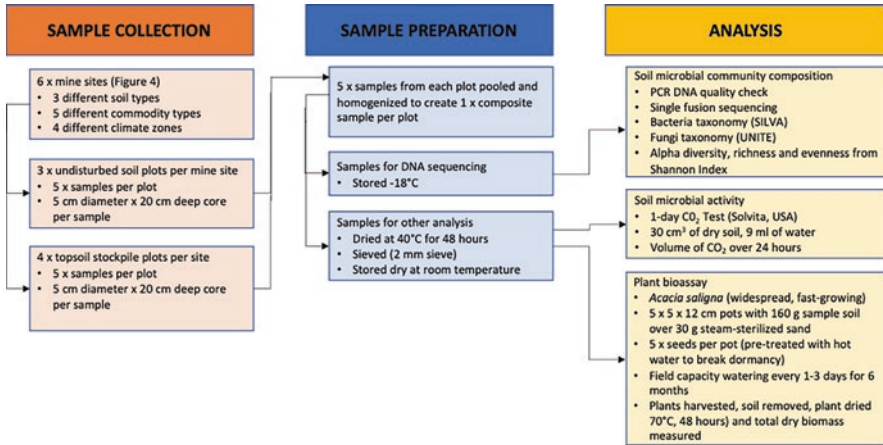 SAMPLE COLLECTION
6 x mine sites (Figure 4)
• 3 different soil types
• 5 different commodity types
• 4 different climate zones
3 x undisturbed soil plots per mine site
• 5 x samples per plot
• 5 cm diameter x 20 cm deep core
per sample
4 x topsoil stockpile plots per site
• 5 x samples per plot
• 5 cm diameter x 20 cm deep core
per sample
SAMPLE PREPARATION
5 x samples from each plot pooled and
homogenized to create 1 x composite
sample per plot
Samples for DNA sequencing
• Stored -18°C
Samples for other analysis
• Dried at 40°C for 48 hours
• Sieved (2 mm sieve)
• Stored dry at room temperature
ANALYSIS
Soil microbial community composition
• PCR DNA quality check
• Single fusion sequencing
• Bacteria taxonomy (SILVA)
• Fungi taxonomy (UNITE)
• Alpha diversity, richness and evenness from
Shannon Index
Soil microbial activity
• 1-day C0₂ Test (Solvita, USA)
• 30 cm³ of dry soil, 9 ml of water
• Volume of CO₂ over 24 hours
Plant bioassay
• Acacia saligna (widespread, fast-growing)
• 5 x 5 x 12 cm pots with 160 g sample soil
over 30 g steam-sterilized sand
• 5 x seeds per pot (pre-treated with hot
water to break dormancy)
• Field capacity watering every 1-3 days for 6
months
• Plants harvested, soil removed, plant dried
70°C, 48 hours) and total dry biomass
measured